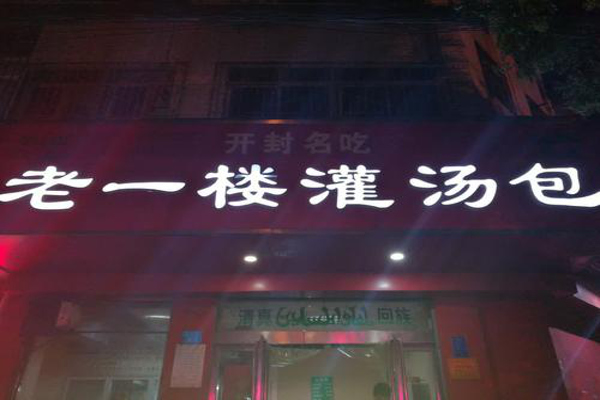 开封名吃
老一楼灌汤包
清真 回族